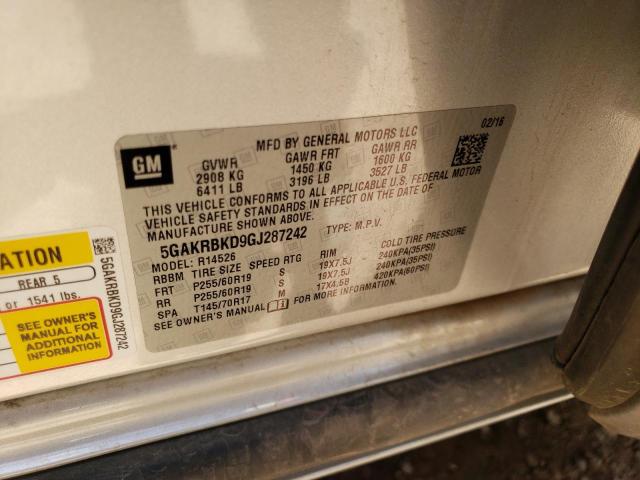 GM
MFD BY GENERAL MOTORS LLC
02/16
GVWR GAWR FRT GAWR RR
2908 KG 1450 KG 1600 KG
6411 LB 3196 LB 3527 LB
THIS VEHICLE CONFORMS TO ALL APPLICABLE U.S. FEDERAL MOTOR
VEHICLE SAFETY STANDARDS IN EFFECT ON THE DATE OF
MANUFACTURE SHOWN ABOVE.
5GAKRBKD9GJ287242 TYPE: M.P.V.
MODEL: R14526
RBBM TIRE SIZE SPEED RTG RIM COLD TIRE PRESSURE
FRT P255/60R19 S 19X7.5J 240KPA(35PSI)
RR P255/60R19 S 19X7.5J 240KPA(35PSI)
SPA T145/70R17 M 17X4.5B 420KPA(60PSI)
SEE OWNER'S MANUAL FOR MORE INFORMATION.
ATION
REAR 5
or 1541 lbs.
SEE OWNER'S
MANUAL FOR
ADDITIONAL
INFORMATION
5GAKRBKD9GJ287242